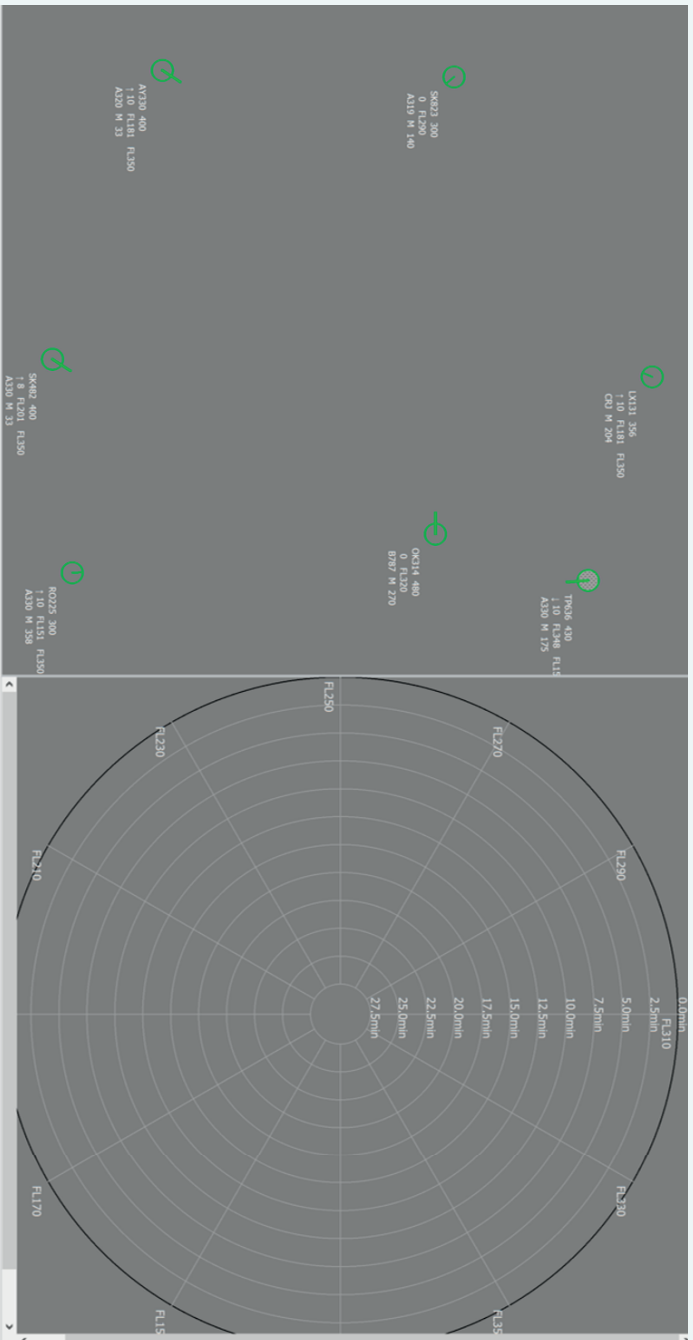 AY330 400
↑10 FL181 FL350
A320 M 33
SK823 300
0 FL290
A319 M 140
SK482 400
↑8 FL201 FL350
A330 M 33
LX131 356
↑10 FL181 FL350
CRJ M 204
OK314 480
0 FL320
B787 M 270
TP636 430
↓10 FL348 FL15
A330 M 175
RO225 300
↑10 FL151 FL350
A330 M 358
0.0min
2.5min
5.0min
7.5min
10.0min
12.5min
15.0min
17.5min
20.0min
22.5min
25.0min
27.5min
FL310
FL330
FL35
FL15
FL170
FL210
FL230
FL250
FL270
FL290